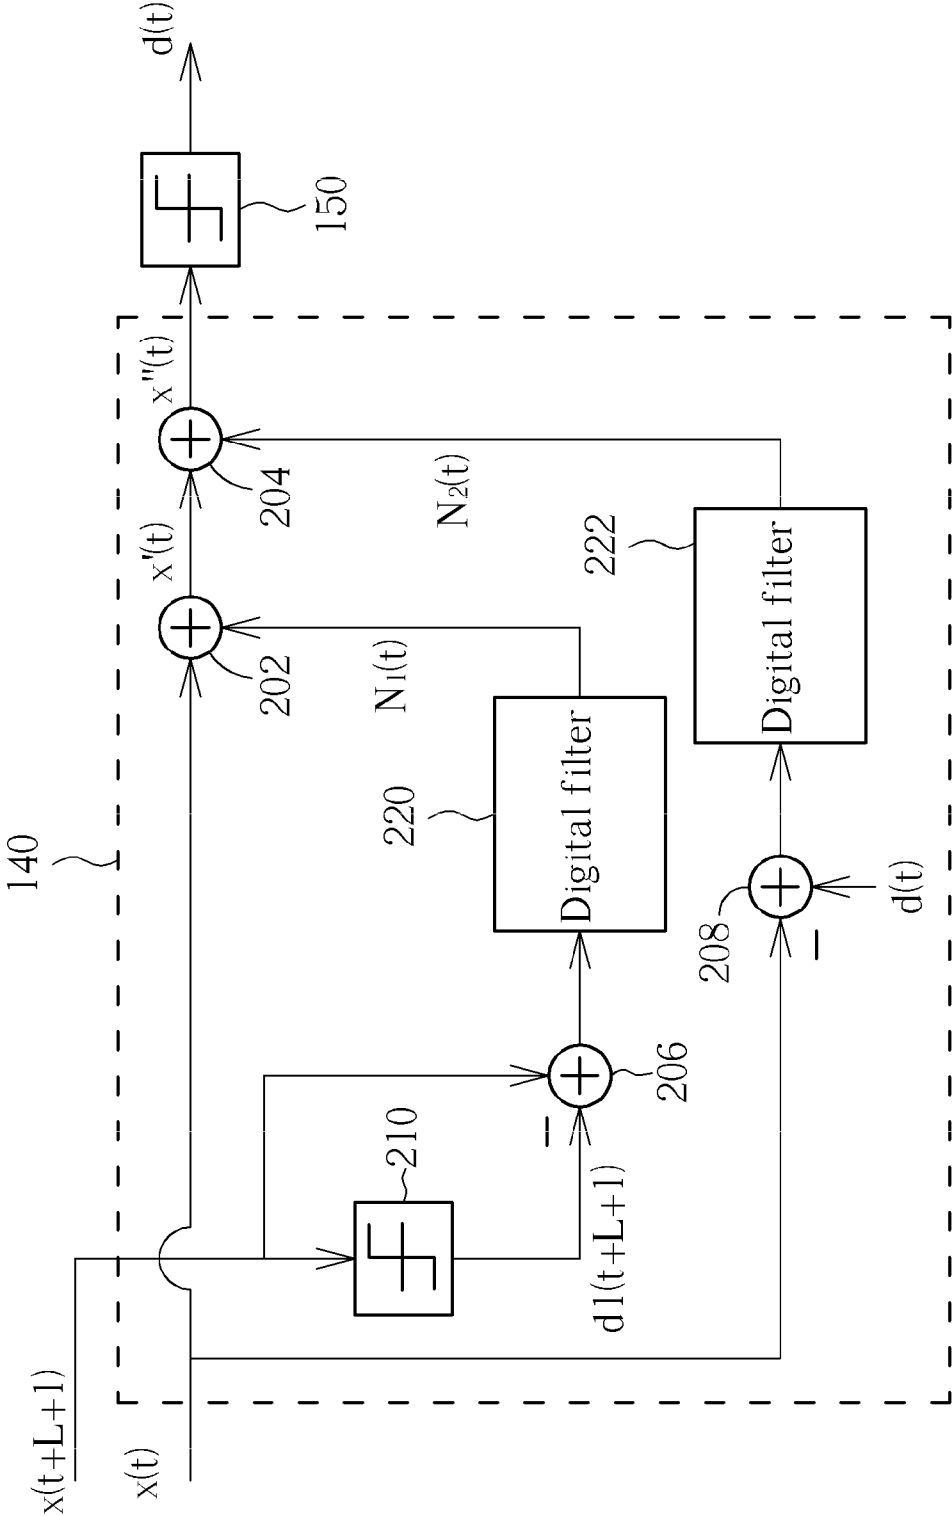 140
x(t+L+1)
x(t)
x'(t)
x''(t)
d(t)
202
204
150
N1(t)
N2(t)
210
220
222
d1(t+L+1)
206
Digital filter
208
Digital filter
d(t)